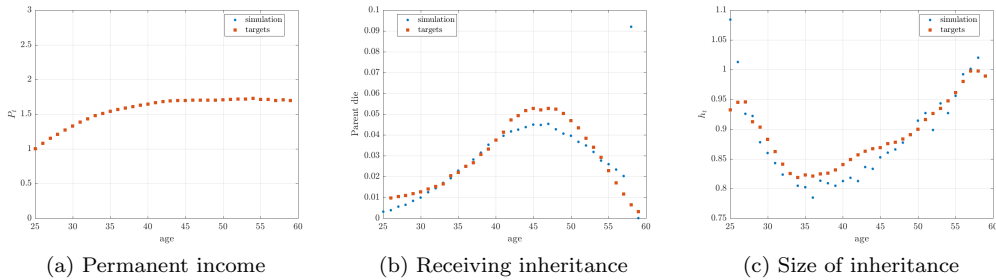 3
2.5
2
1.5
1
0.5
0
25 30 35 40 45 50 55 60
P_t
age
simulation
targets
(a) Permanent income
0.1
0.09
0.08
0.07
0.06
0.05
0.04
0.03
0.02
0.01
0
25 30 35 40 45 50 55 60
Parent die
age
simulation
targets
(b) Receiving inheritance
1.1
1.05
1
0.95
0.9
0.85
0.8
0.75
25 30 35 40 45 50 55 60
h_t
age
simulation
targets
(c) Size of inheritance